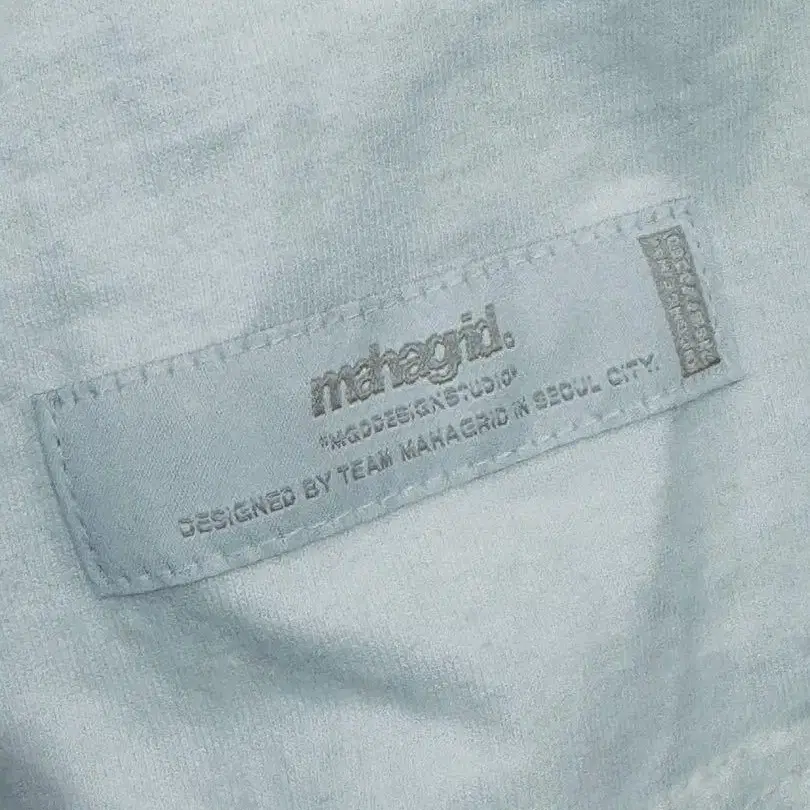 mahagrid.
"MGDDESIGNSTUDIO"
DESIGNED BY TEAM MAHAGRID IN SEOUL CITY.